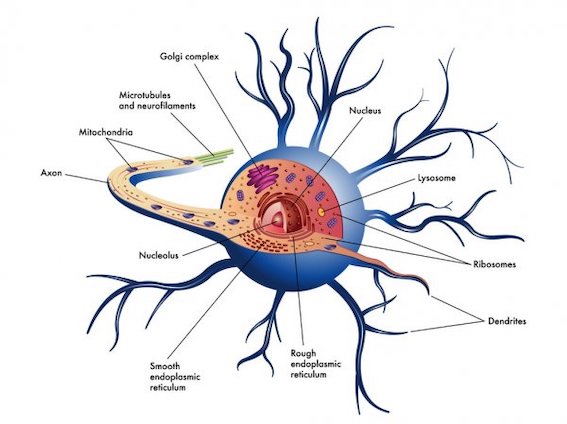 Golgi complex
Microtubules
and neurofilaments
Nucleus
Mitochondria
Axon
Lysosome
Nucleolus
Ribosomes
Dendrites
Smooth
endoplasmic
reticulum
Rough
endoplasmic
reticulum